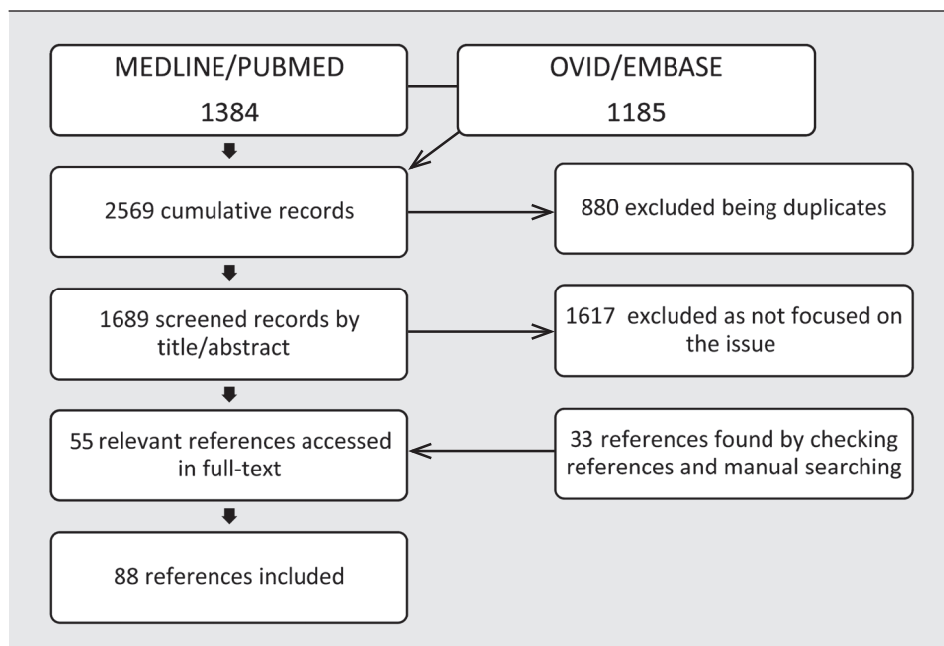 MEDLINE/PUBMED
1384
OVID/EMBASE
1185
2569 cumulative records
880 excluded being duplicates
1689 screened records by
title/abstract
1617 excluded as not focused on
the issue
55 relevant references accessed
in full-text
33 references found by checking
references and manual searching
88 references included